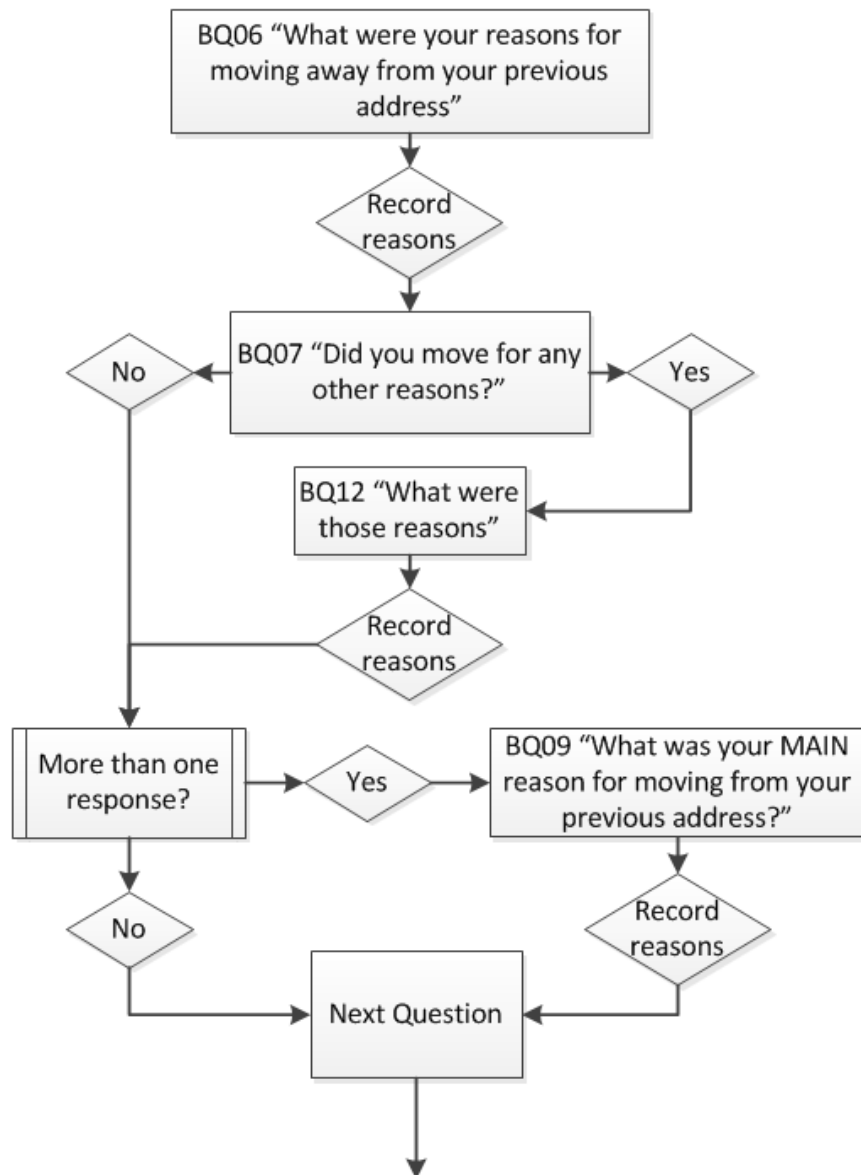 BQ06 “What were your reasons for
moving away from your previous
address”
Record
reasons
No
BQ07 “Did you move for any
other reasons?”
Yes
BQ12 “What were
those reasons”
Record
reasons
More than one
response?
Yes
BQ09 “What was your MAIN
reason for moving from your
previous address?”
No
Record
reasons
Next Question